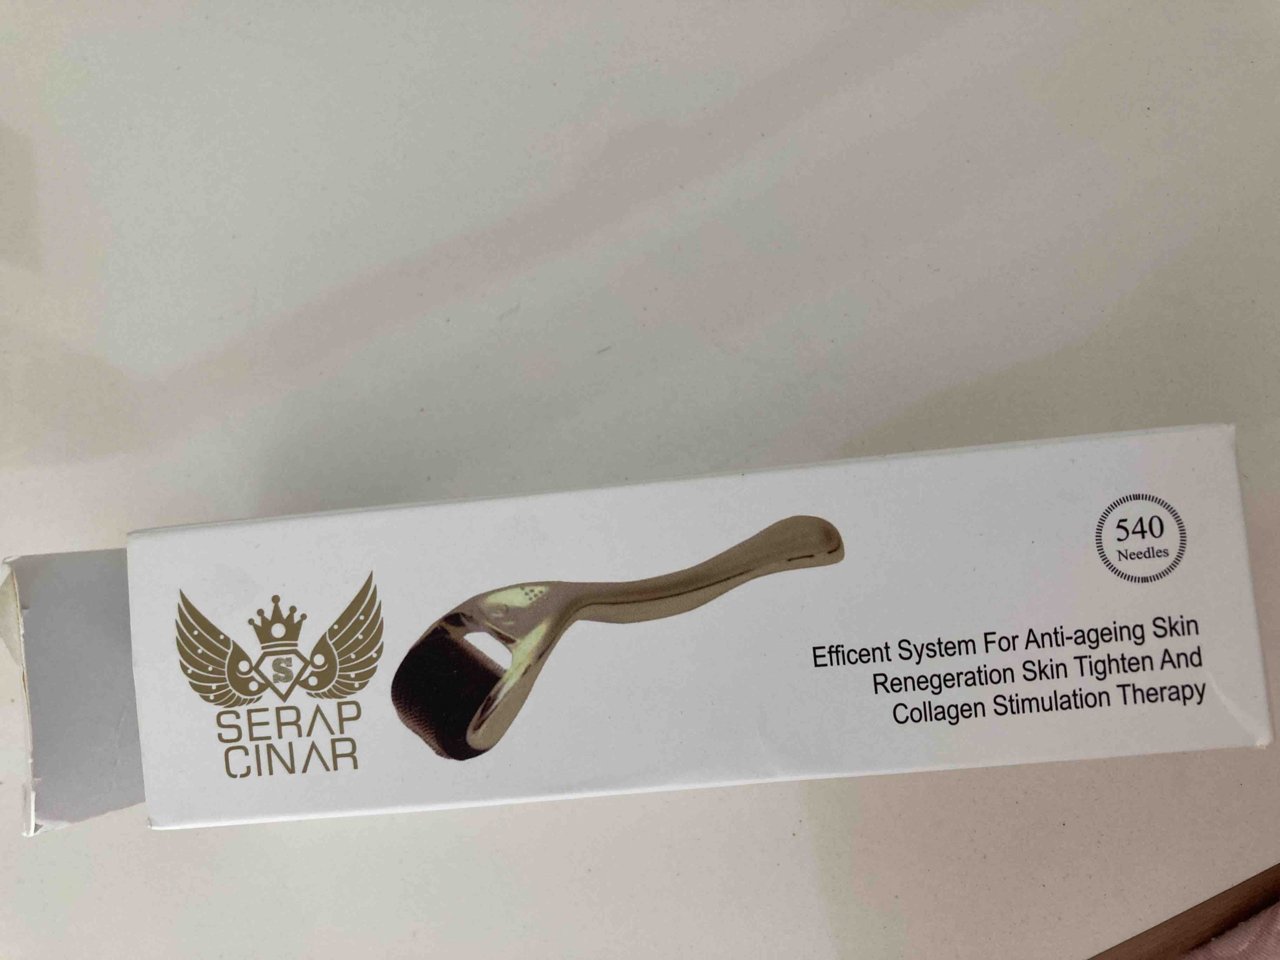 S
SERAP
CINAR
540
Needles
Efficent System For Anti-ageing Skin
Renegeration Skin Tighten And
Collagen Stimulation Therapy